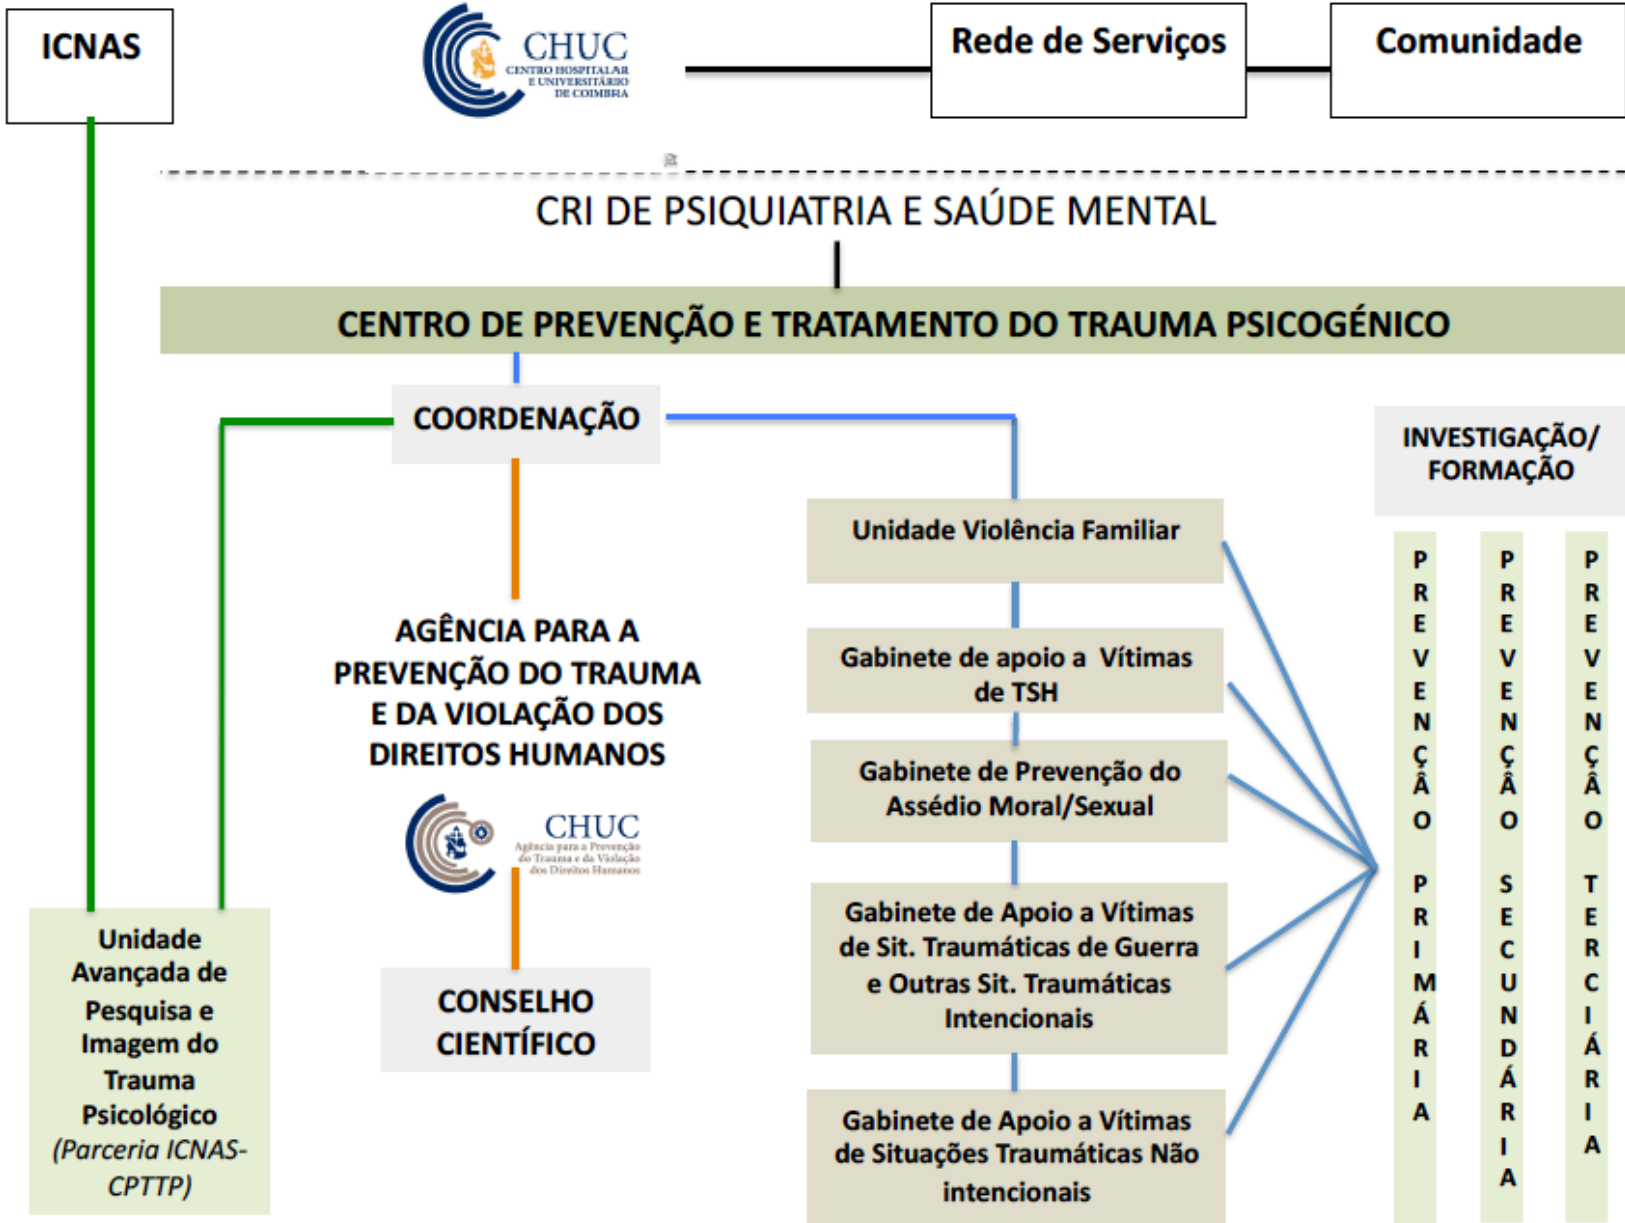 ICNAS
CHUC
CENTRO HOSPITALAR
E UNIVERSITÁRIO
DE COIMBRA
Rede de Serviços
Comunidade
CRI DE PSIQUIATRIA E SAÚDE MENTAL
CENTRO DE PREVENÇÃO E TRATAMENTO DO TRAUMA PSICOGÉNICO
COORDENAÇÃO
AGÊNCIA PARA A
PREVENÇÃO DO TRAUMA
E DA VIOLAÇÃO DOS
DIREITOS HUMANOS
CHUC
Agência para a Prevenção
do Trauma e da Violação
dos Direitos Humanos
CONSELHO
CIENTÍFICO
Unidade
Avançada de
Pesquisa e
Imagem do
Trauma
Psicológico
(Parceria ICNAS-
CPTTP)
Unidade Violência Familiar
Gabinete de apoio a Vítimas
de TSH
Gabinete de Prevenção do
Assédio Moral/Sexual
Gabinete de Apoio a Vítimas
de Sit. Traumáticas de Guerra
e Outras Sit. Traumáticas
Intencionais
Gabinete de Apoio a Vítimas
de Situações Traumáticas Não
intencionais
INVESTIGAÇÃO/
FORMAÇÃO
PREVENÇÂO PRIMÁRIA
PREVENÇÂO SECUNDÁRIA
PREVENÇÂO TERCIÁRIA